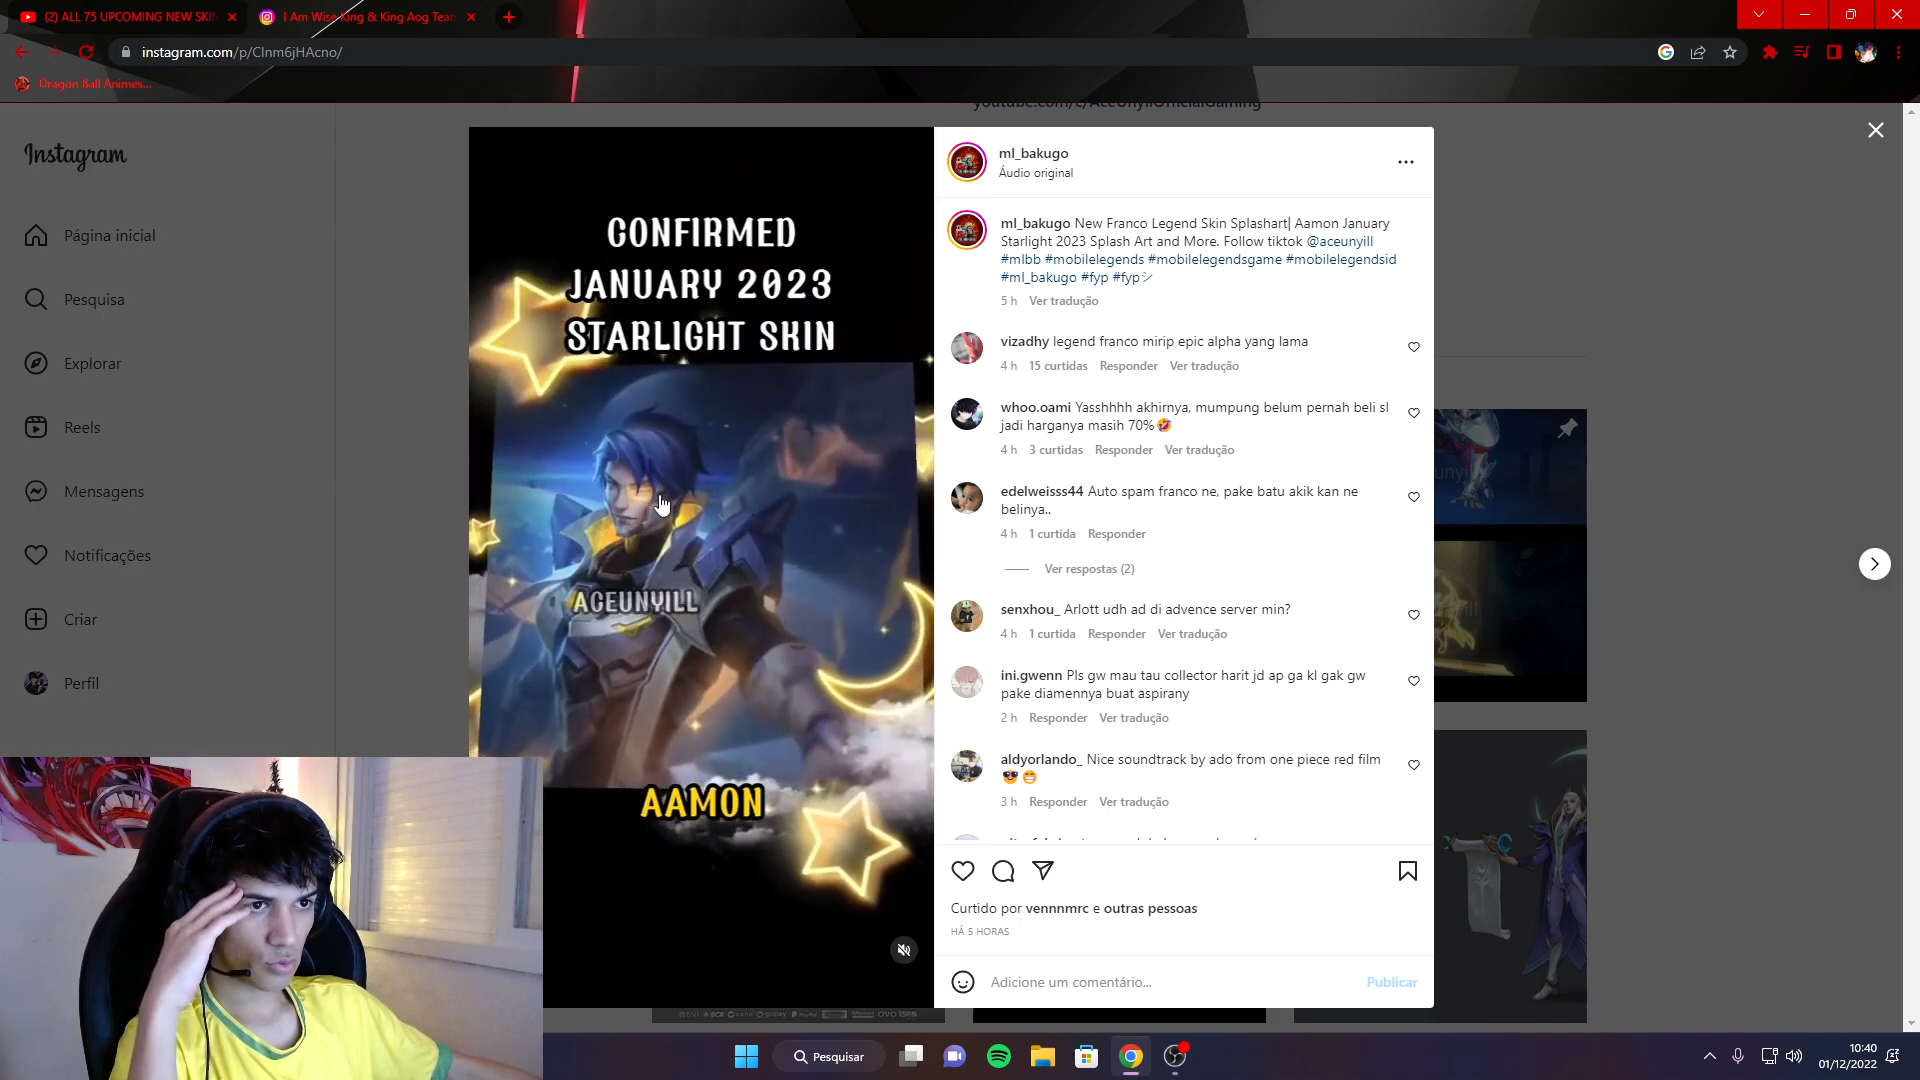 (2) ALL 75 UPCOMING NEW SKIN
I Am Wise King & King Aog Team
instagram.com/p/Clnm6jHAcno/
Dragon Ball Animes...
youtube.com/c/AceUnyilOfficialGaming
Instagram
Página inicial
Pesquisa
Explorar
Reels
Mensagens
Notificações
Criar
Perfil
CONFIRMED
JANUARY 2023
STARLIGHT SKIN
ACEUNYILL
AAMON
ml_bakugo
Áudio original
ml_bakugo New Franco Legend Skin Splashart| Aamon January
Starlight 2023 Splash Art and More. Follow tiktok @aceunyill
#mlbb #mobilelegends #mobilelegendsgame #mobilelegendsid
#ml_bakugo #fyp #fypシ
5 h Ver tradução
vizadhy legend franco mirip epic alpha yang lama
4 h 15 curtidas Responder Ver tradução
whoo.oami Yasshhhh akhirnya, mumpung belum pernah beli sl
jadi harganya masih 70%🤣
4 h 3 curtidas Responder Ver tradução
edelweisss44 Auto spam franco ne, pake batu akik kan ne
belinya..
4 h 1 curtida Responder
Ver respostas (2)
senxhou_ Arlott udh ad di advence server min?
4 h 1 curtida Responder Ver tradução
ini.gwenn Pls gw mau tau collector harit jd ap ga kl gak gw
pake diamennya buat aspirany
2 h Responder Ver tradução
aldyorlando_ Nice soundtrack by ado from one piece red film
😎😁
3 h Responder Ver tradução
Curtido por vennnmrc e outras pessoas
HÁ 5 HORAS
Adicione um comentário...
Publicar
Pesquisar
10:40
01/12/2022